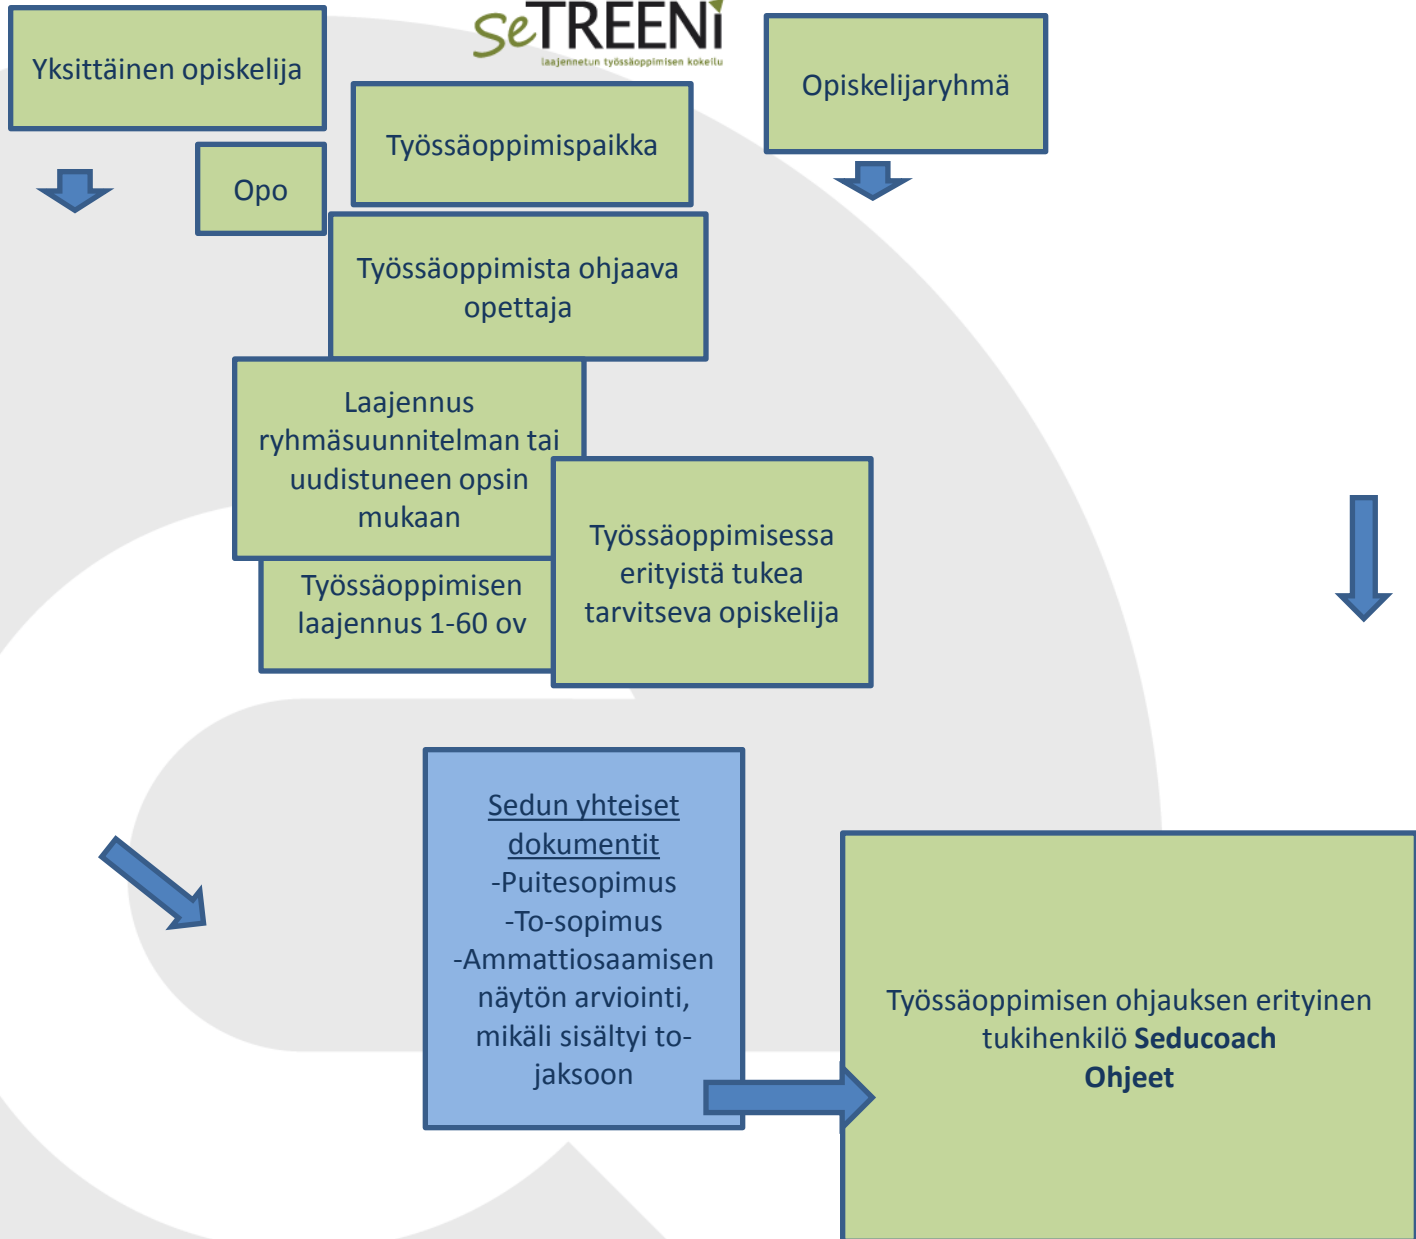 SeTREENi
laajennetun työssäoppimisen kokeilu
Yksittäinen opiskelija
Opiskelijaryhmä
Työssäoppimispaikka
Opo
Työssäoppimista ohjaava
opettaja
Laajennus
ryhmäsuunnitelman tai
uudistuneen opsin
mukaan
Työssäoppimisessa
erityistä tukea
tarvitseva opiskelija
Työssäoppimisen
laajennus 1-60 ov
Sedun yhteiset
dokumentit
-Puitesopimus
-To-sopimus
-Ammattiosaamisen
näytön arviointi,
mikäli sisältyi to-
jaksoon
Työssäoppimisen ohjauksen erityinen
tukihenkilö Seducoach
Ohjeet